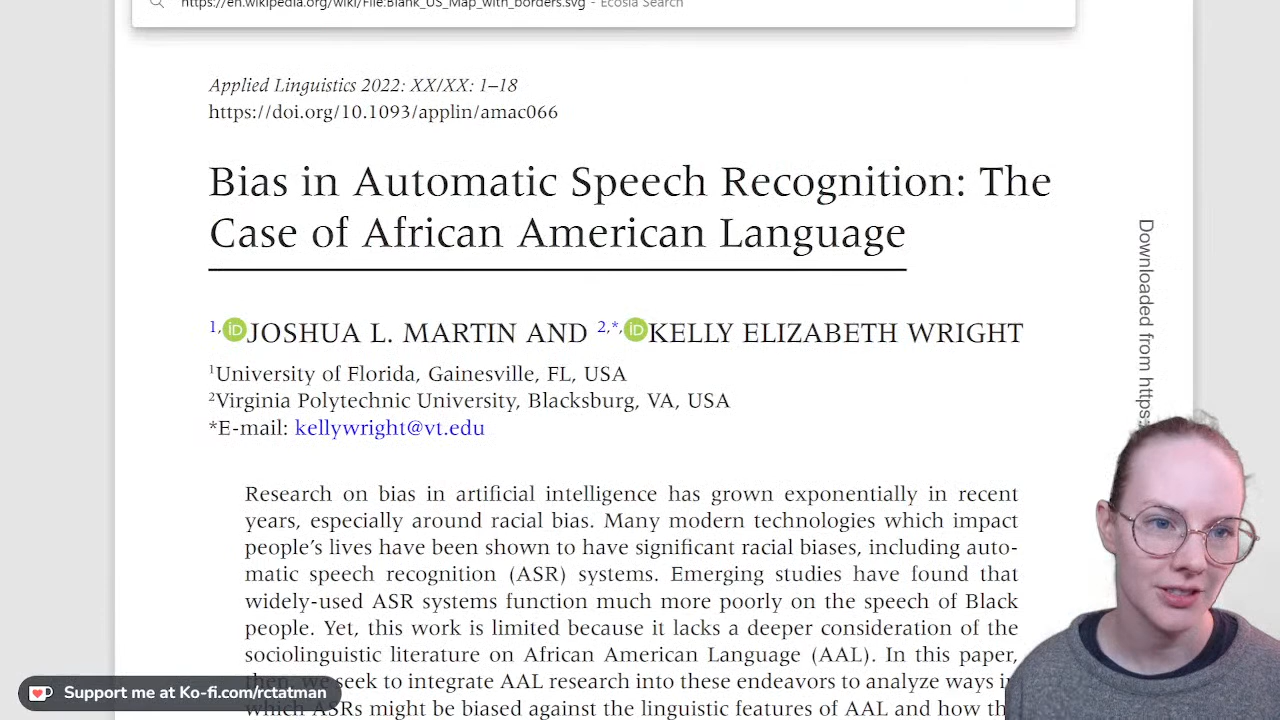 https://en.wikipedia.org/wiki/File:Blank_US_Map_with_borders.svg - Ecosia Search
Applied Linguistics 2022: XX/XX: 1–18
https://doi.org/10.1093/applin/amac066
Bias in Automatic Speech Recognition: The
Case of African American Language
1, iD JOSHUA L. MARTIN AND 2,*, iD KELLY ELIZABETH WRIGHT
1University of Florida, Gainesville, FL, USA
2Virginia Polytechnic University, Blacksburg, VA, USA
*E-mail: kellywright@vt.edu
Research on bias in artificial intelligence has grown exponentially in recent
years, especially around racial bias. Many modern technologies which impact
people's lives have been shown to have significant racial biases, including auto-
matic speech recognition (ASR) systems. Emerging studies have found that
widely-used ASR systems function much more poorly on the speech of Black
people. Yet, this work is limited because it lacks a deeper consideration of the
sociolinguistic literature on African American Language (AAL). In this paper,
we seek to integrate AAL research into these endeavors to analyze ways
ASRs might be biased against the linguistic features of AAL and how
Downloaded from https:
Support me at Ko-fi.com/rctatman